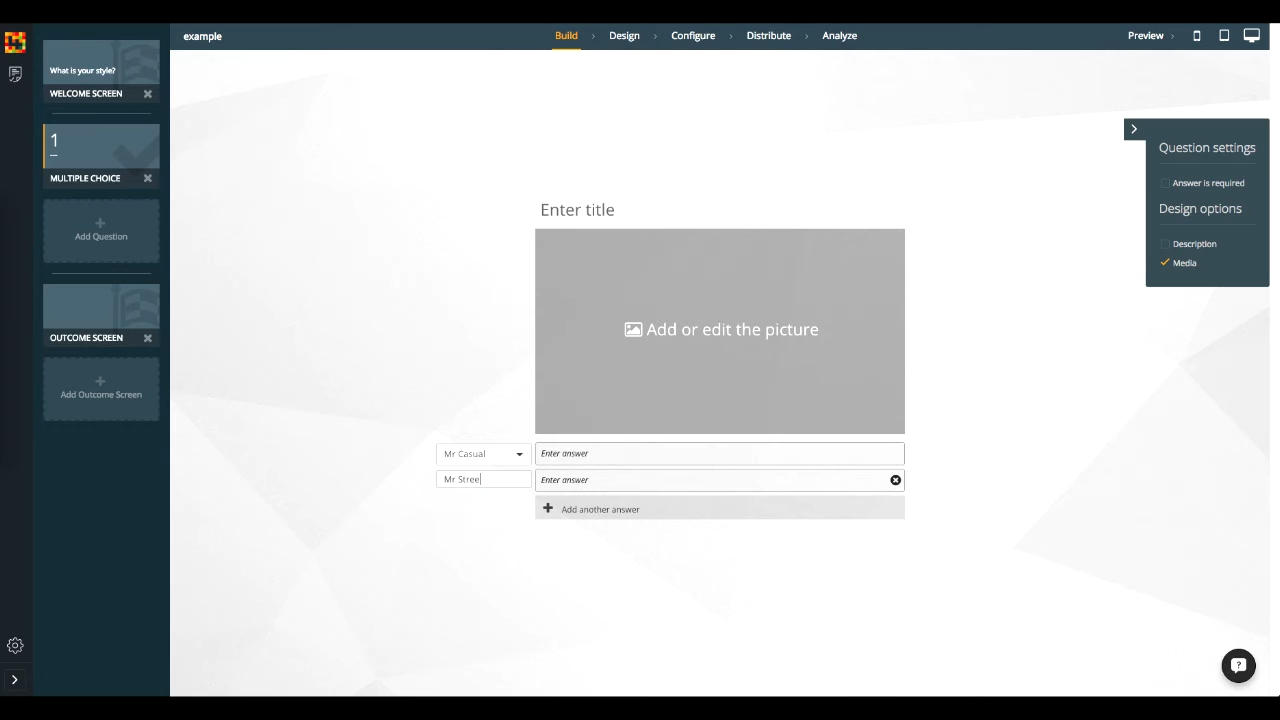 example
Build
Design
Configure
Distribute
Analyze
Preview
What is your style?
WELCOME SCREEN
1
MULTIPLE CHOICE
Add Question
OUTCOME SCREEN
Add Outcome Screen
Enter title
Add or edit the picture
Mr Casual
Enter answer
Mr Stree
Enter answer
Add another answer
Question settings
Answer is required
Design options
Description
Media